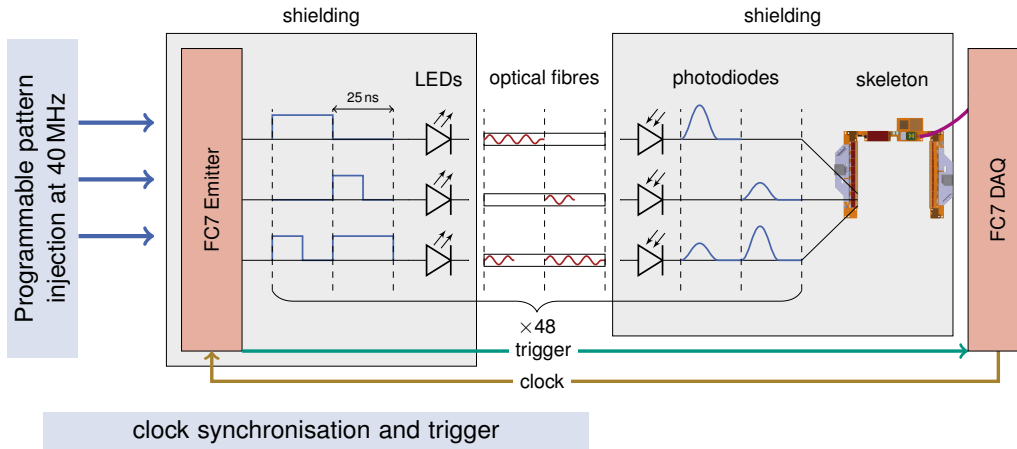 shielding
shielding
Programmable pattern
injection at 40 MHz
FC7 Emitter
25 ns
LEDs
optical fibres
photodiodes
skeleton
FC7 DAQ
×48
trigger
clock
clock synchronisation and trigger